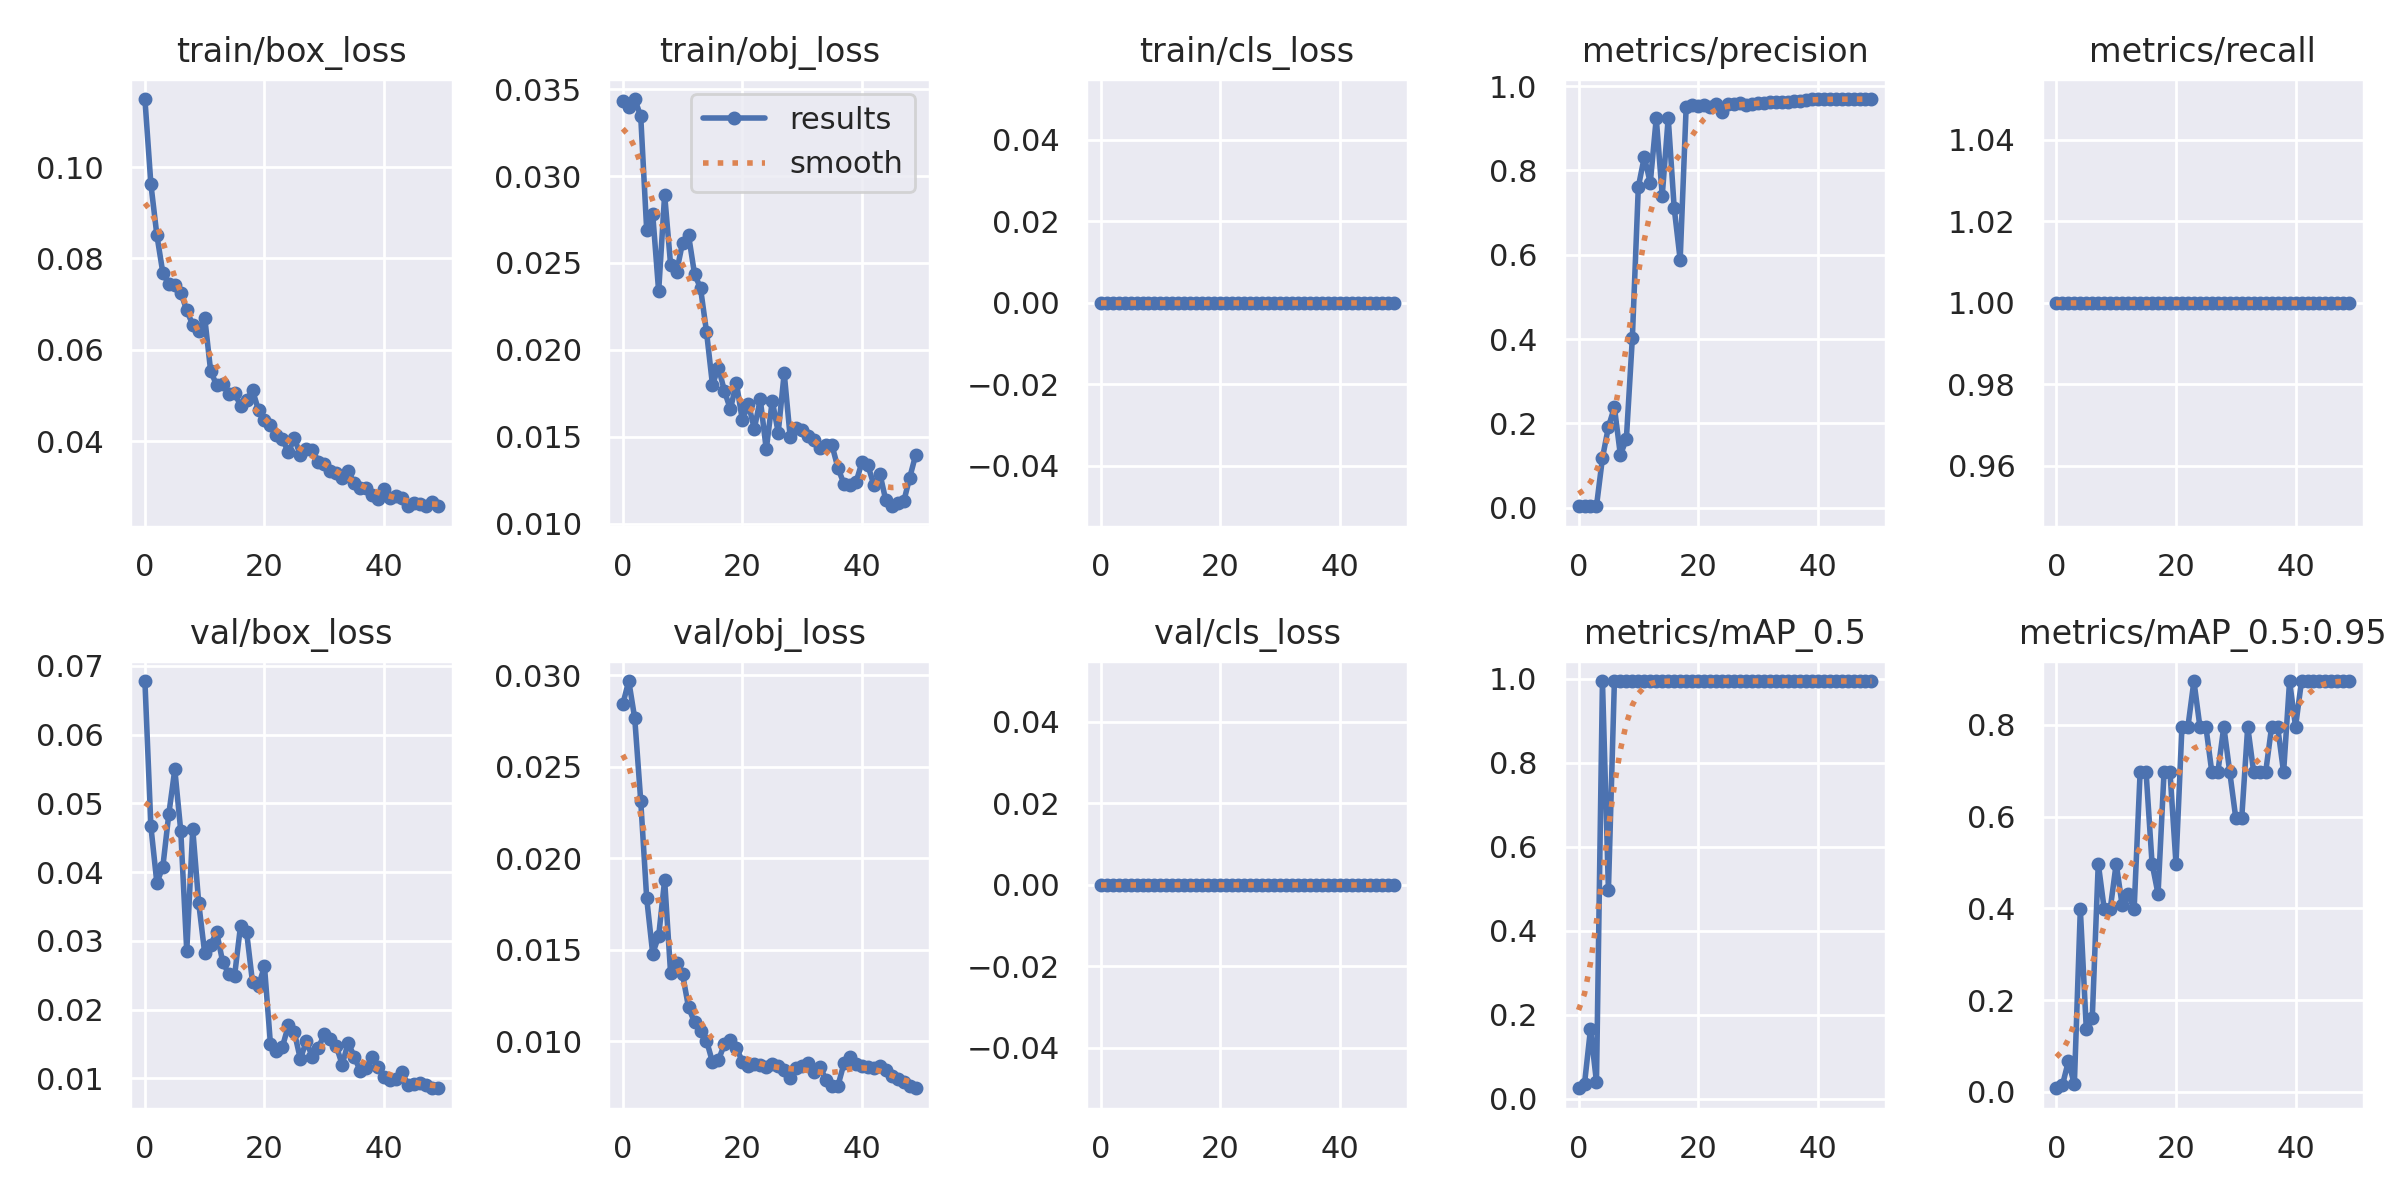 train/box_loss
0.10
0.08
0.06
0.04
0 20 40
train/obj_loss
results
smooth
0.035
0.030
0.025
0.020
0.015
0.010
0 20 40
train/cls_loss
0.04
0.02
0.00
−0.02
−0.04
0 20 40
metrics/precision
1.0
0.8
0.6
0.4
0.2
0.0
0 20 40
metrics/recall
1.04
1.02
1.00
0.98
0.96
0 20 40
val/box_loss
0.07
0.06
0.05
0.04
0.03
0.02
0.01
0 20 40
val/obj_loss
0.030
0.025
0.020
0.015
0.010
0 20 40
val/cls_loss
0.04
0.02
0.00
−0.02
−0.04
0 20 40
metrics/mAP_0.5
1.0
0.8
0.6
0.4
0.2
0.0
0 20 40
metrics/mAP_0.5:0.95
0.8
0.6
0.4
0.2
0.0
0 20 40